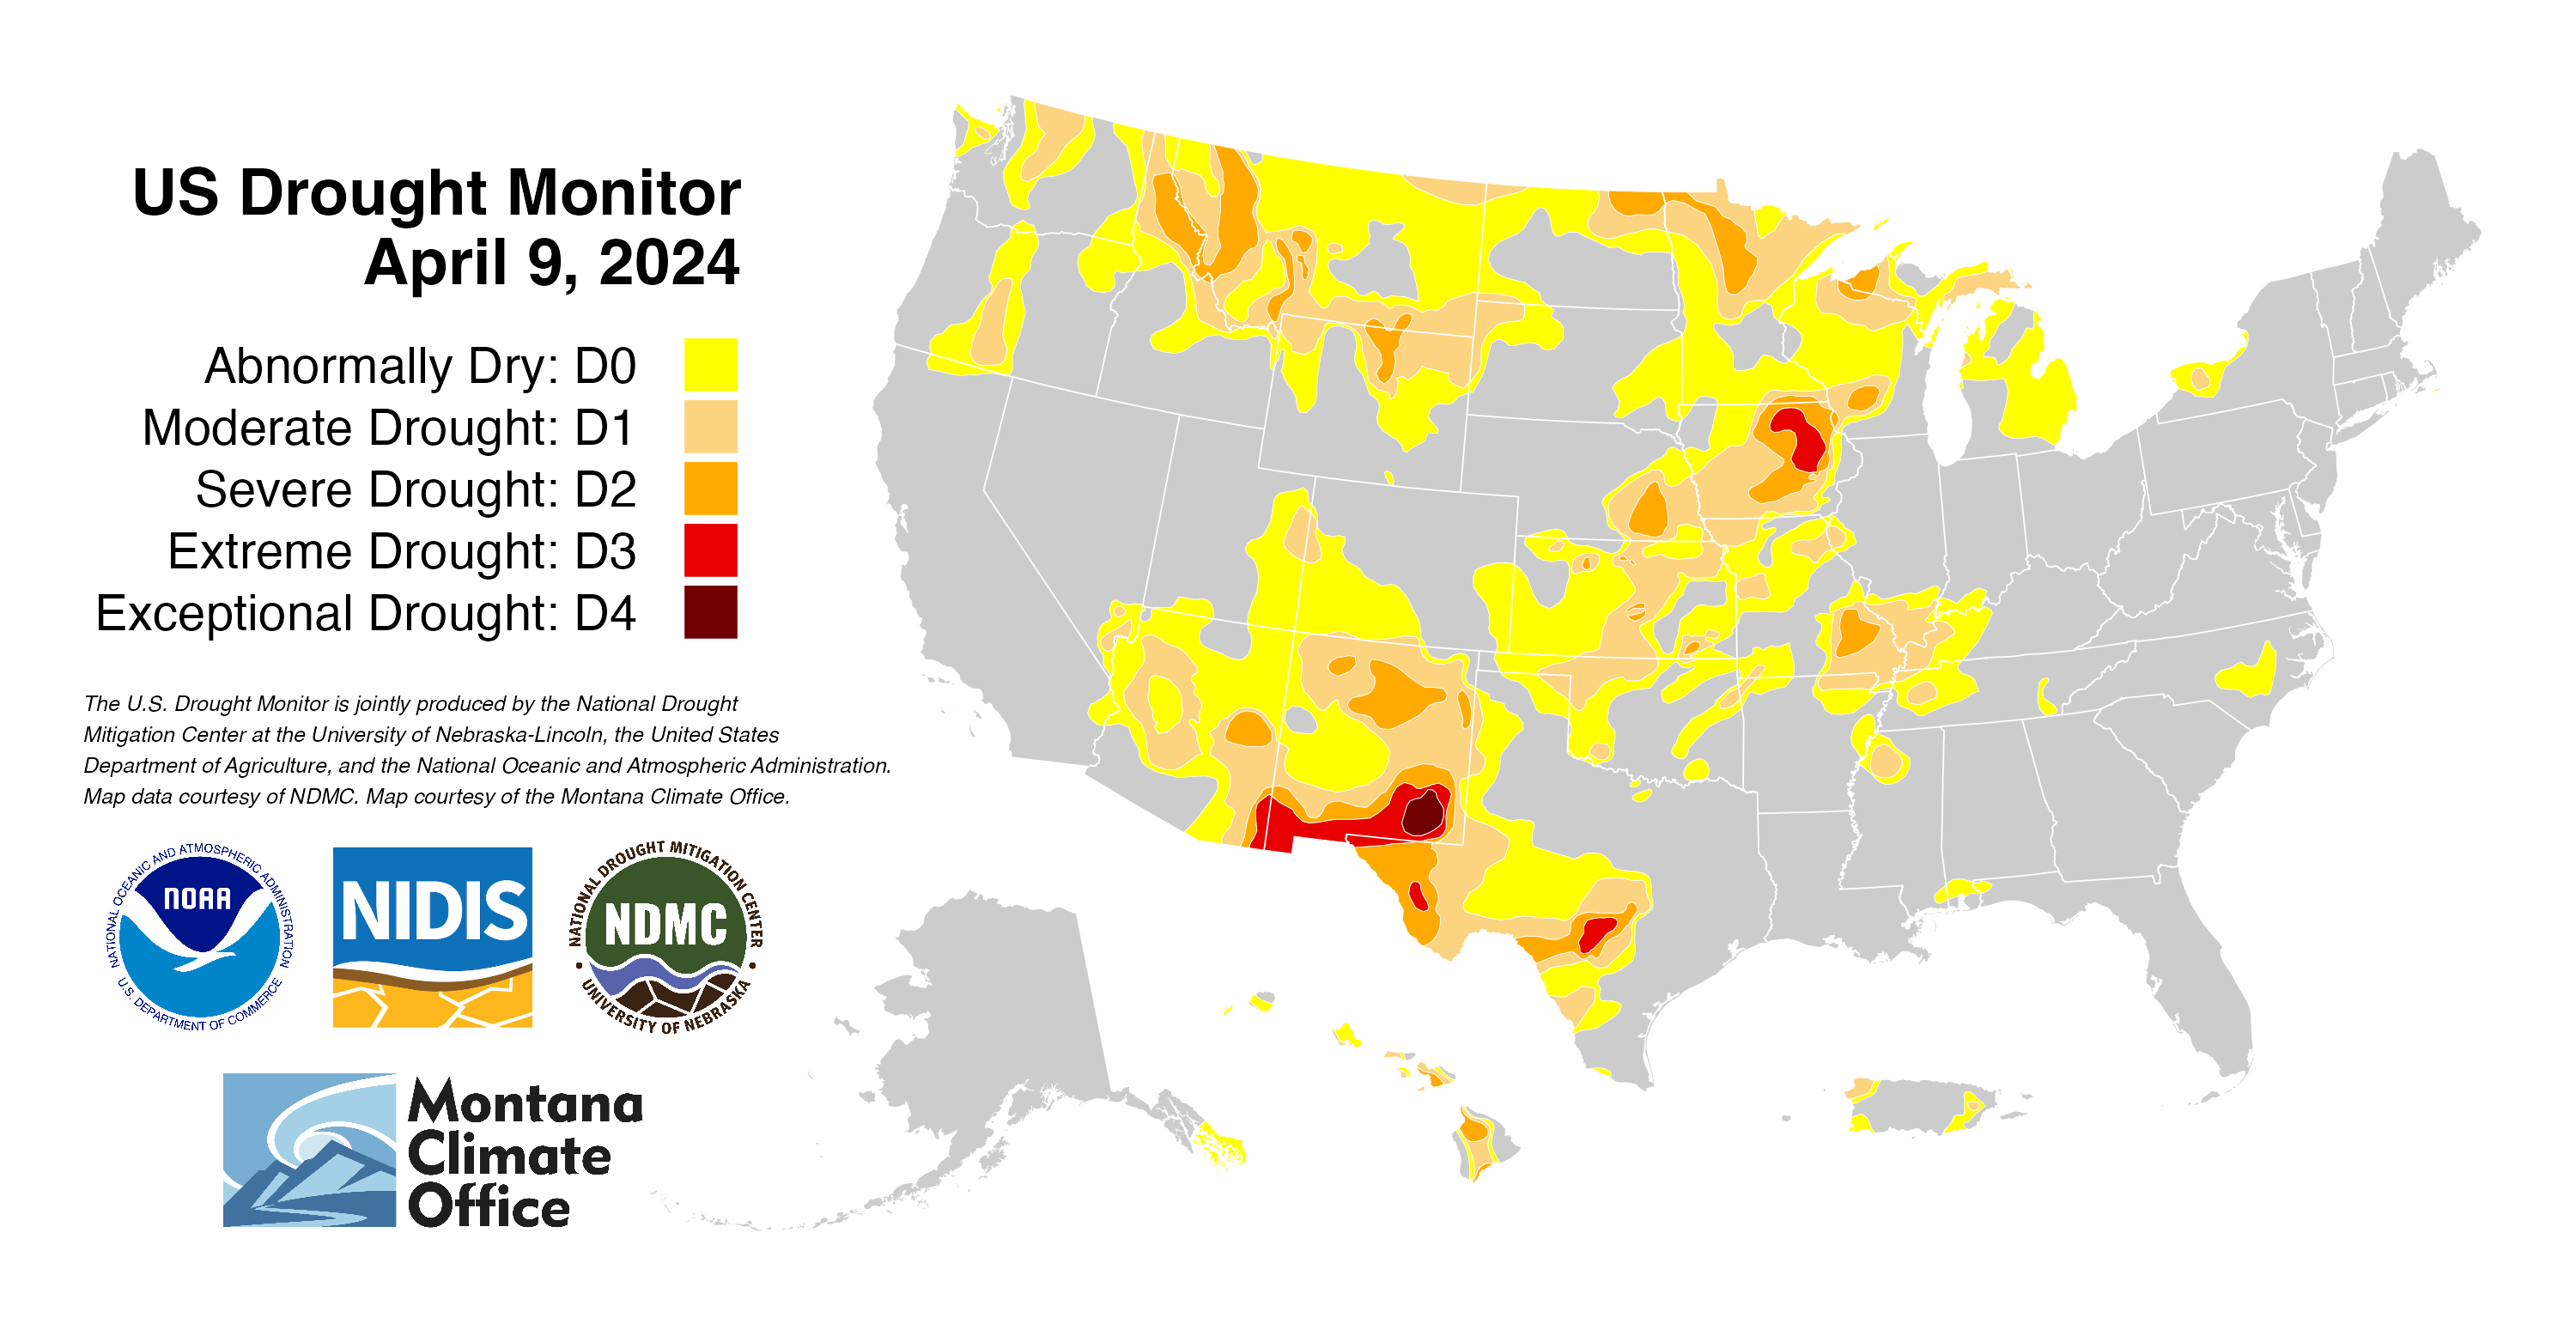 US Drought Monitor
April 9, 2024
Abnormally Dry: D0
Moderate Drought: D1
Severe Drought: D2
Extreme Drought: D3
Exceptional Drought: D4
The U.S. Drought Monitor is jointly produced by the National Drought
Mitigation Center at the University of Nebraska-Lincoln, the United States
Department of Agriculture, and the National Oceanic and Atmospheric Administration.
Map data courtesy of NDMC. Map courtesy of the Montana Climate Office.
NATIONAL OCEANIC AND ATMOSPHERIC ADMINISTRATION
NOAA
U.S. DEPARTMENT OF COMMERCE
NIDIS
NATIONAL DROUGHT MITIGATION CENTER
NDMC
UNIVERSITY OF NEBRASKA
Montana
Climate
Office